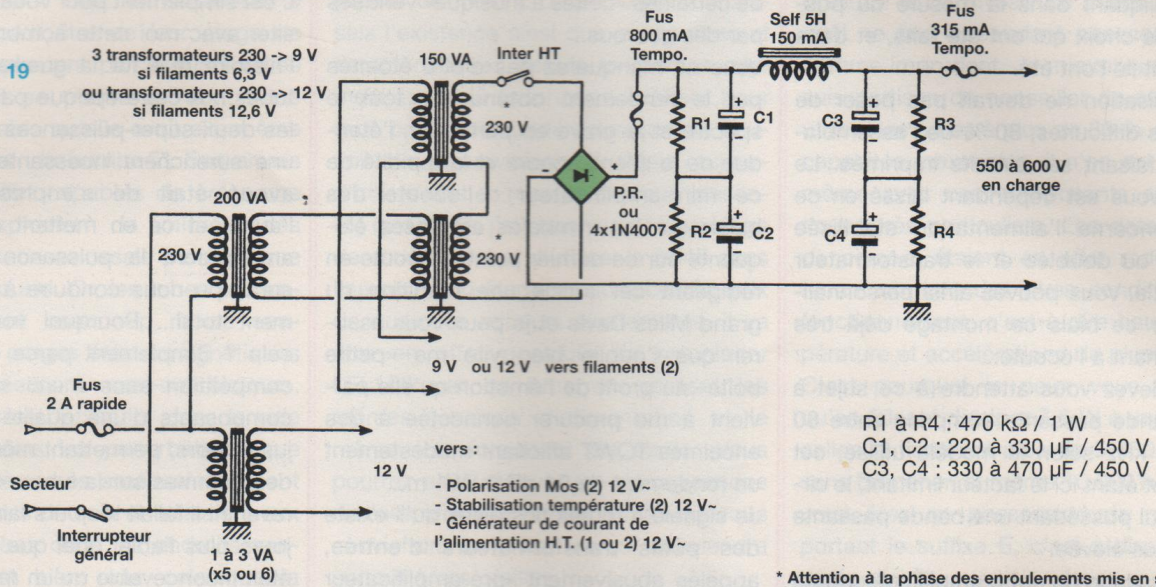 19
3 transformateurs 230 -> 9 V
si filaments 6,3 V
ou transformateurs 230 -> 12 V
si filaments 12,6 V
150 VA
Inter HT
Fus
800 mA
Tempo.
Self 5H
150 mA
Fus
315 mA
Tempo.
*
230 V
R1
+
C1
-
C3
+
-
R3
-
+
P.R.
ou
4x1N4007
550 à 600 V
en charge
200 VA
*
230 V
*
230 V
R2
+
C2
-
C4
+
-
R4
9 V ou 12 V vers filaments (2)
Fus
2 A rapide
Secteur
Interrupteur
général
1 à 3 VA
(x5 ou 6)
12 V
vers :
- Polarisation Mos (2) 12 V~
- Stabilisation température (2) 12 V~
- Générateur de courant de
l'alimentation H.T. (1 ou 2) 12 V~
R1 à R4 : 470 kΩ / 1 W
C1, C2 : 220 à 330 µF / 450 V
C3, C4 : 330 à 470 µF / 450 V
* Attention à la phase des enroulements mis en s